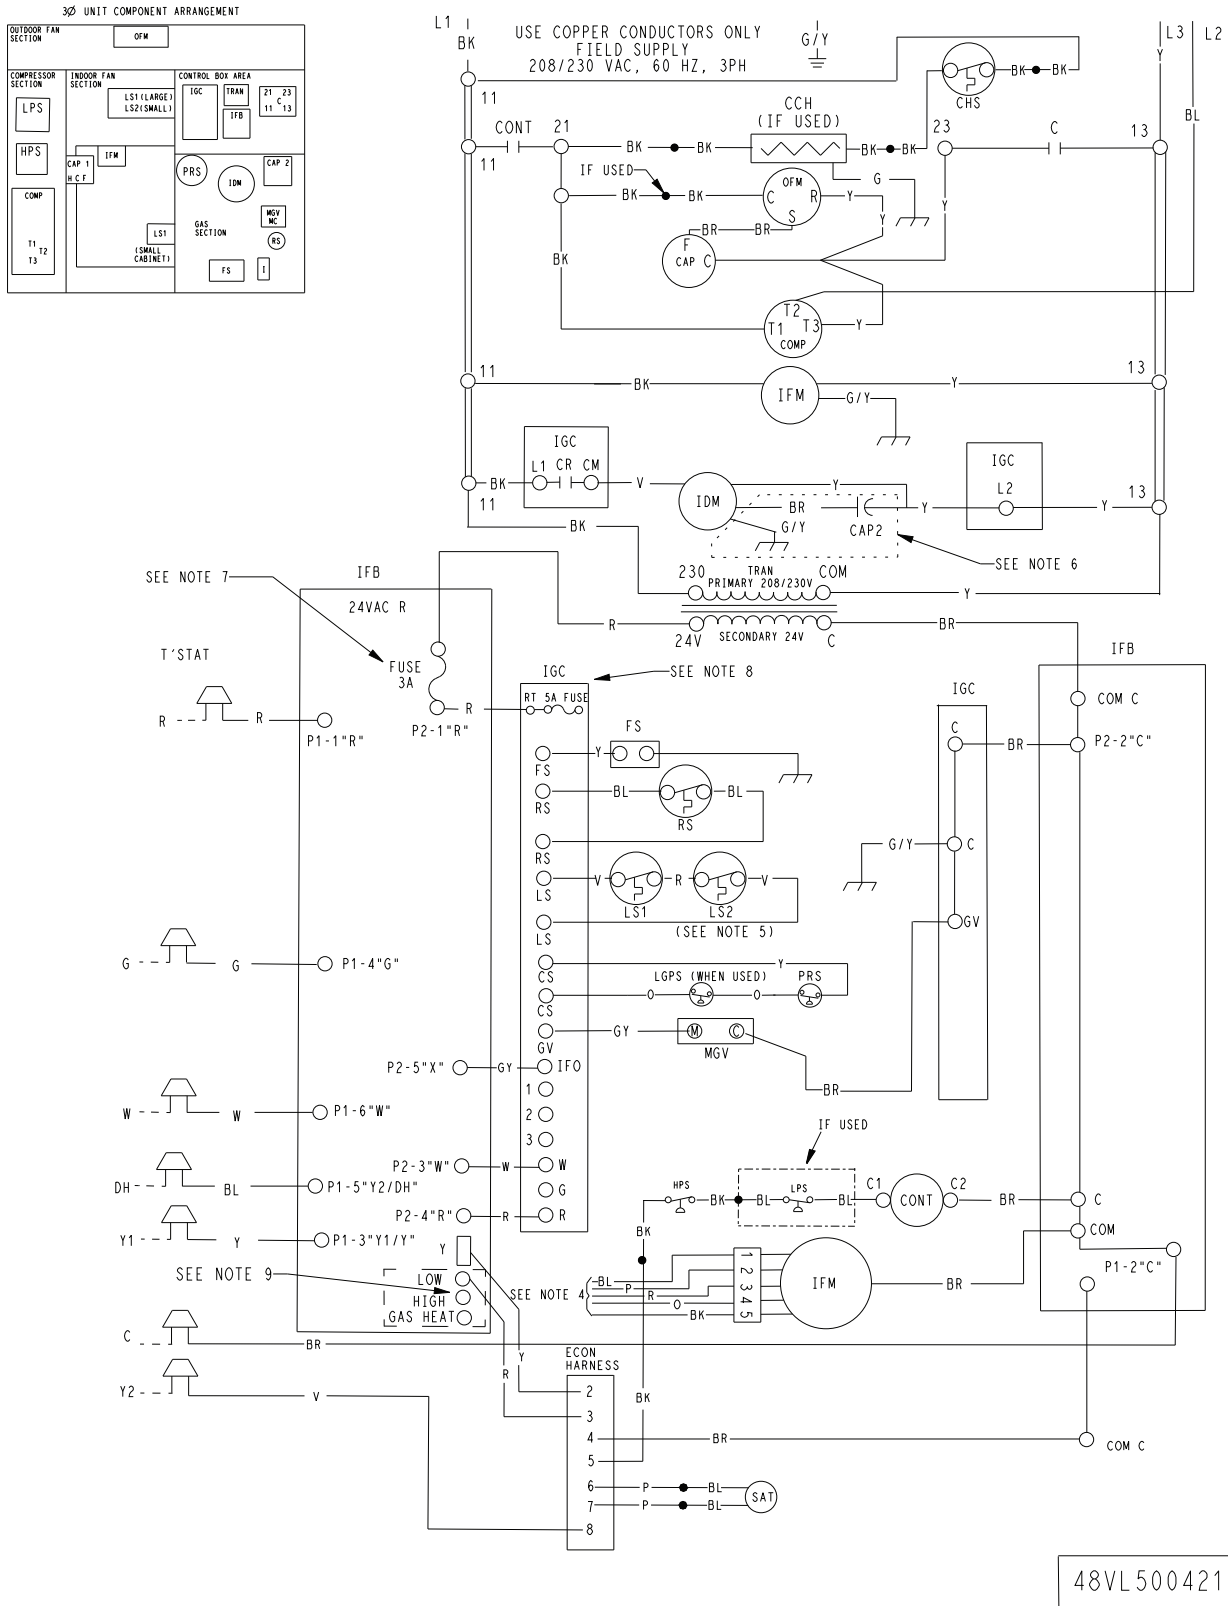 3Ø UNIT COMPONENT ARRANGEMENT
OUTDOOR FAN
SECTION
OFM
COMPRESSOR
SECTION
INDOOR FAN
SECTION
CONTROL BOX AREA
LPS
LS1(LARGE)
LS2(SMALL)
IGC
TRAN
IFB
21 23
C
11 13
HPS
CAP 1
H C F
IFM
PRS
IDM
CAP 2
COMP
T1
T2
T3
LS1
(SMALL
CABINET)
GAS
SECTION
MGV
MC
RS
FS
I
L1
BK
USE COPPER CONDUCTORS ONLY
FIELD SUPPLY
208/230 VAC, 60 HZ, 3PH
G/Y
L3
L2
Y
BL
11
BK
BK
CHS
CONT
21
CCH
(IF USED)
23
C
13
11
BK
BK
BK
BK
IF USED
G
BK
BK
C
OFM
R
S
Y
Y
Y
BR
BR
F
CAP C
BK
T2
T1
T3
COMP
Y
11
BK
IFM
Y
13
G/Y
IGC
L1 CR CM
BK
11
V
IDM
Y
BR
CAP2
G/Y
Y
IGC
L2
Y
13
BK
SEE NOTE 6
230
TRAN
PRIMARY 208/230V
COM
Y
R
24V
SECONDARY 24V
C
BR
SEE NOTE 7
IFB
24VAC R
FUSE
3A
T'STAT
R
R
P1-1"R"
P2-1"R"
R
IGC
SEE NOTE 8
RT 5A FUSE
IFB
COM C
IGC
C
BR
P2-2"C"
FS
Y
FS
RS
BL
BL
RS
RS
G/Y
C
LS
V
LS1
R
LS2
V
(SEE NOTE 5)
LS
GV
G
G
P1-4"G"
CS
Y
LGPS (WHEN USED)
PRS
CS
O
O
GV
GY
M
C
MGV
BR
P2-5"X"
GY
IFO
1
2
3
W
W
P1-6"W"
IF USED
P2-3"W"
W
W
DH
BL
P1-5"Y2/DH"
G
HPS
BK
BL
LPS
BL
C1
CONT
C2
BR
C
P2-4"R"
R
R
BK
COM
Y1
Y
P1-3"Y1/Y"
Y
P1-2"C"
SEE NOTE 9
LOW
HIGH
GAS HEAT
SEE NOTE 4
BL
P
R
O
BK
1
2
3
4
5
IFM
BR
C
BR
Y
R
ECON
HARNESS
Y2
V
2
BK
3
4
BR
COM C
5
6
P
BL
SAT
7
P
BL
8
48VL500421